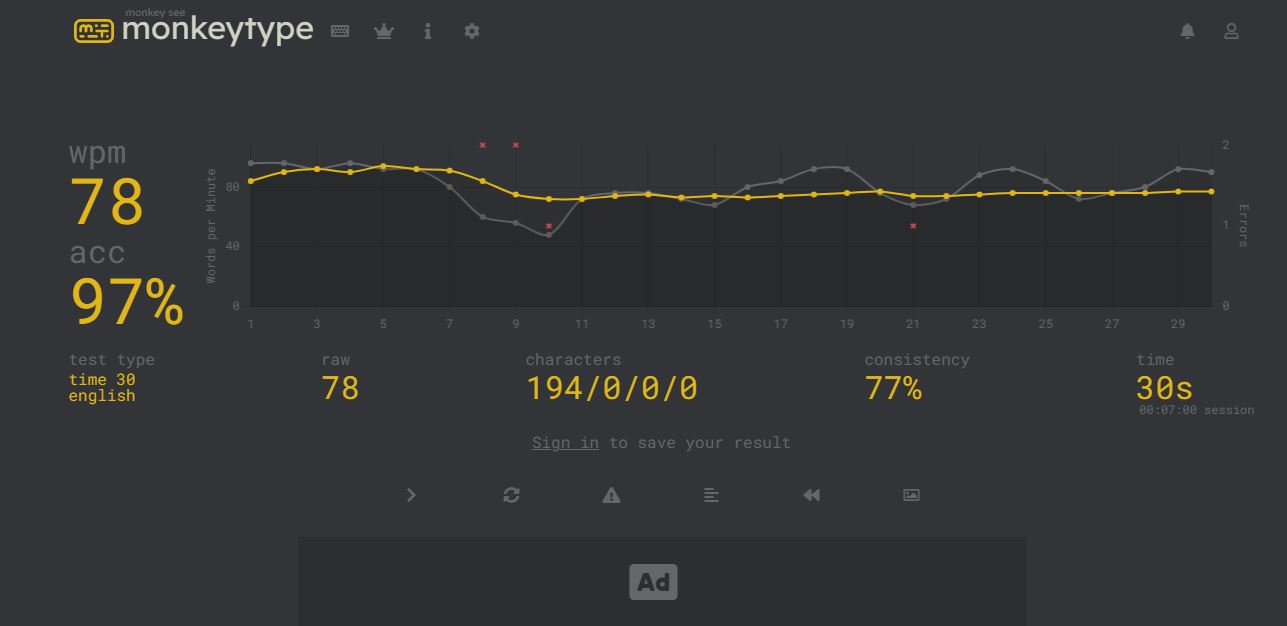 monkey see
monkeytype
wpm
78
acc
97%
Words per Minute
80
40
0
2
1
0
Errors
1 3 5 7 9 11 13 15 17 19 21 23 25 27 29
test type
time 30
english
raw
78
characters
194/0/0/0
consistency
77%
time
30s
00:07:00 session
Sign in to save your result
Ad